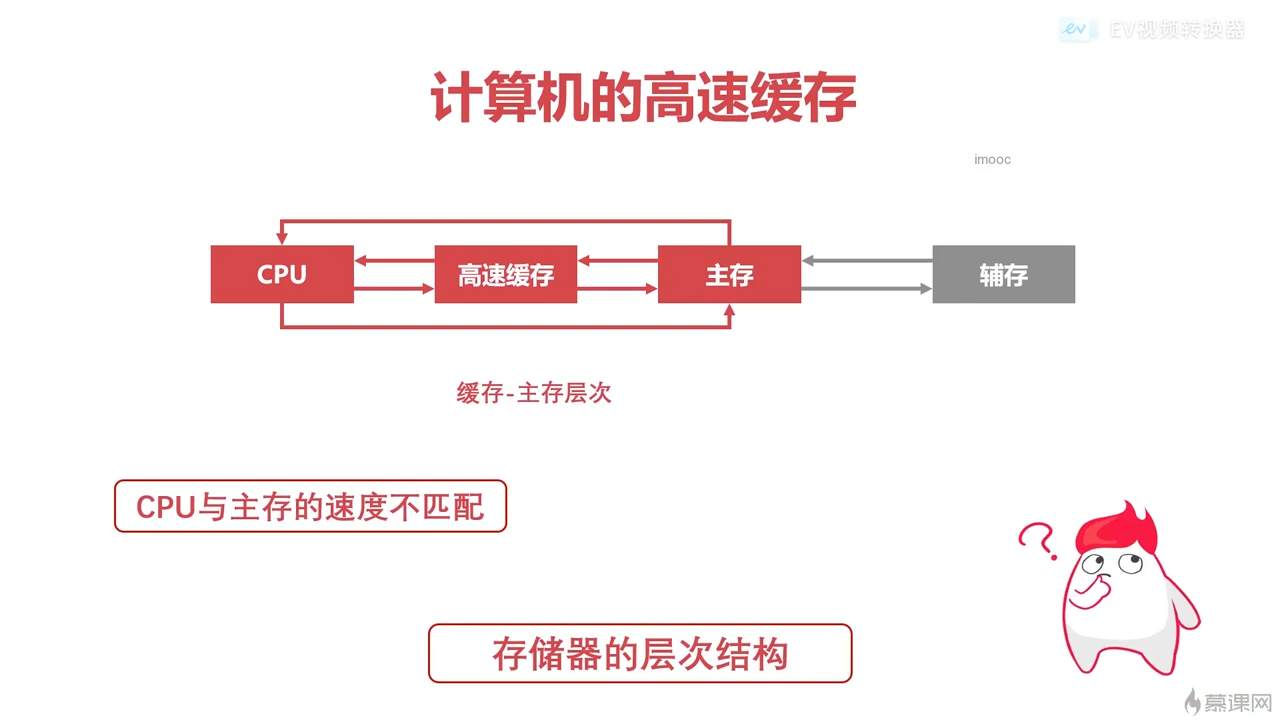 EV视频转换器
计算机的高速缓存
imooc
CPU
高速缓存
主存
辅存
缓存-主存层次
CPU与主存的速度不匹配
存储器的层次结构
慕课网